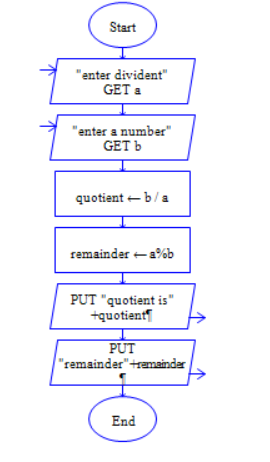 Start
"enter divident"
GET a
"enter a number"
GET b
quotient ← b / a
remainder ← a%b
PUT "quotient is"
+quotient¶
PUT
"remainder"+remainder
¶
End